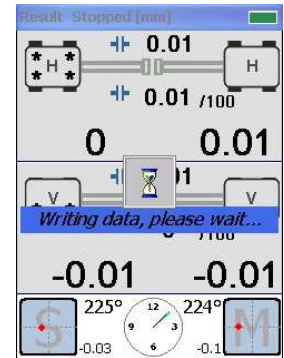 Result Stopped [mm]
0.01
H
H
0.01 /100
0
0.01
V
V
Writing data, please wait...
/100
-0.01
-0.01
225°
12
9
3
6
224°
S
-0.03
M
-0.1